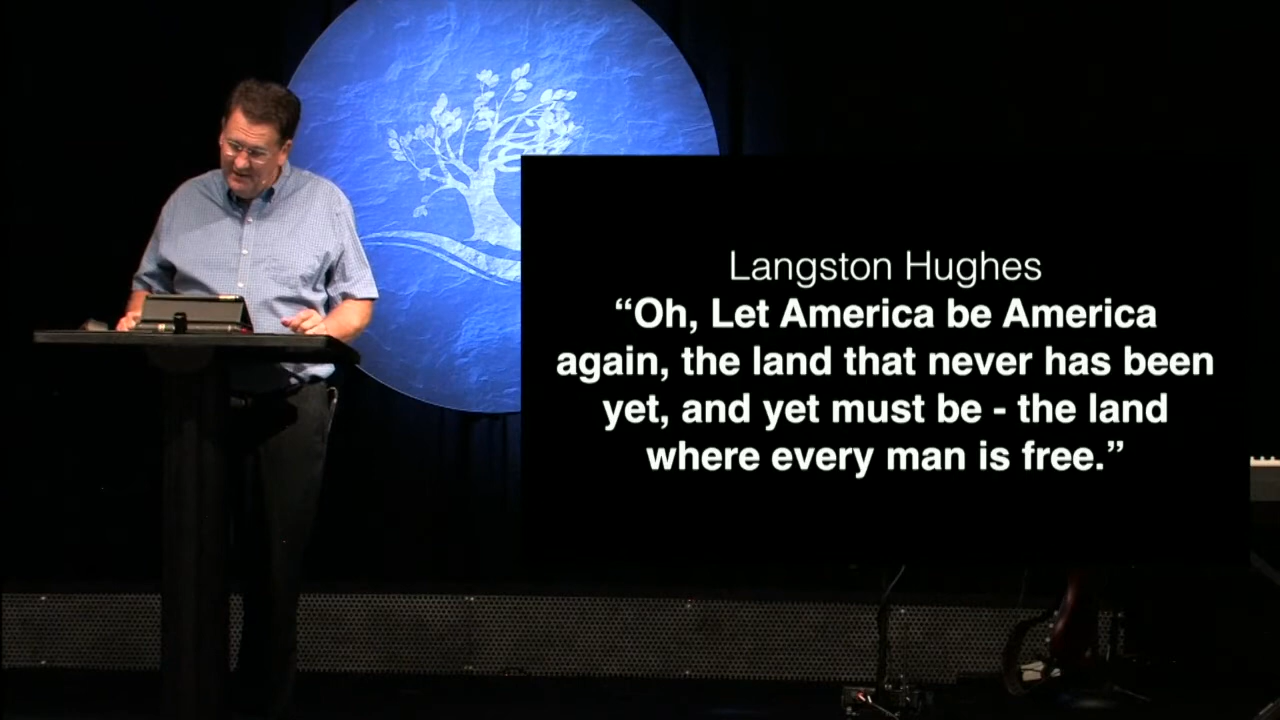 Langston Hughes
“Oh, Let America be America
again, the land that never has been
yet, and yet must be - the land
where every man is free.”